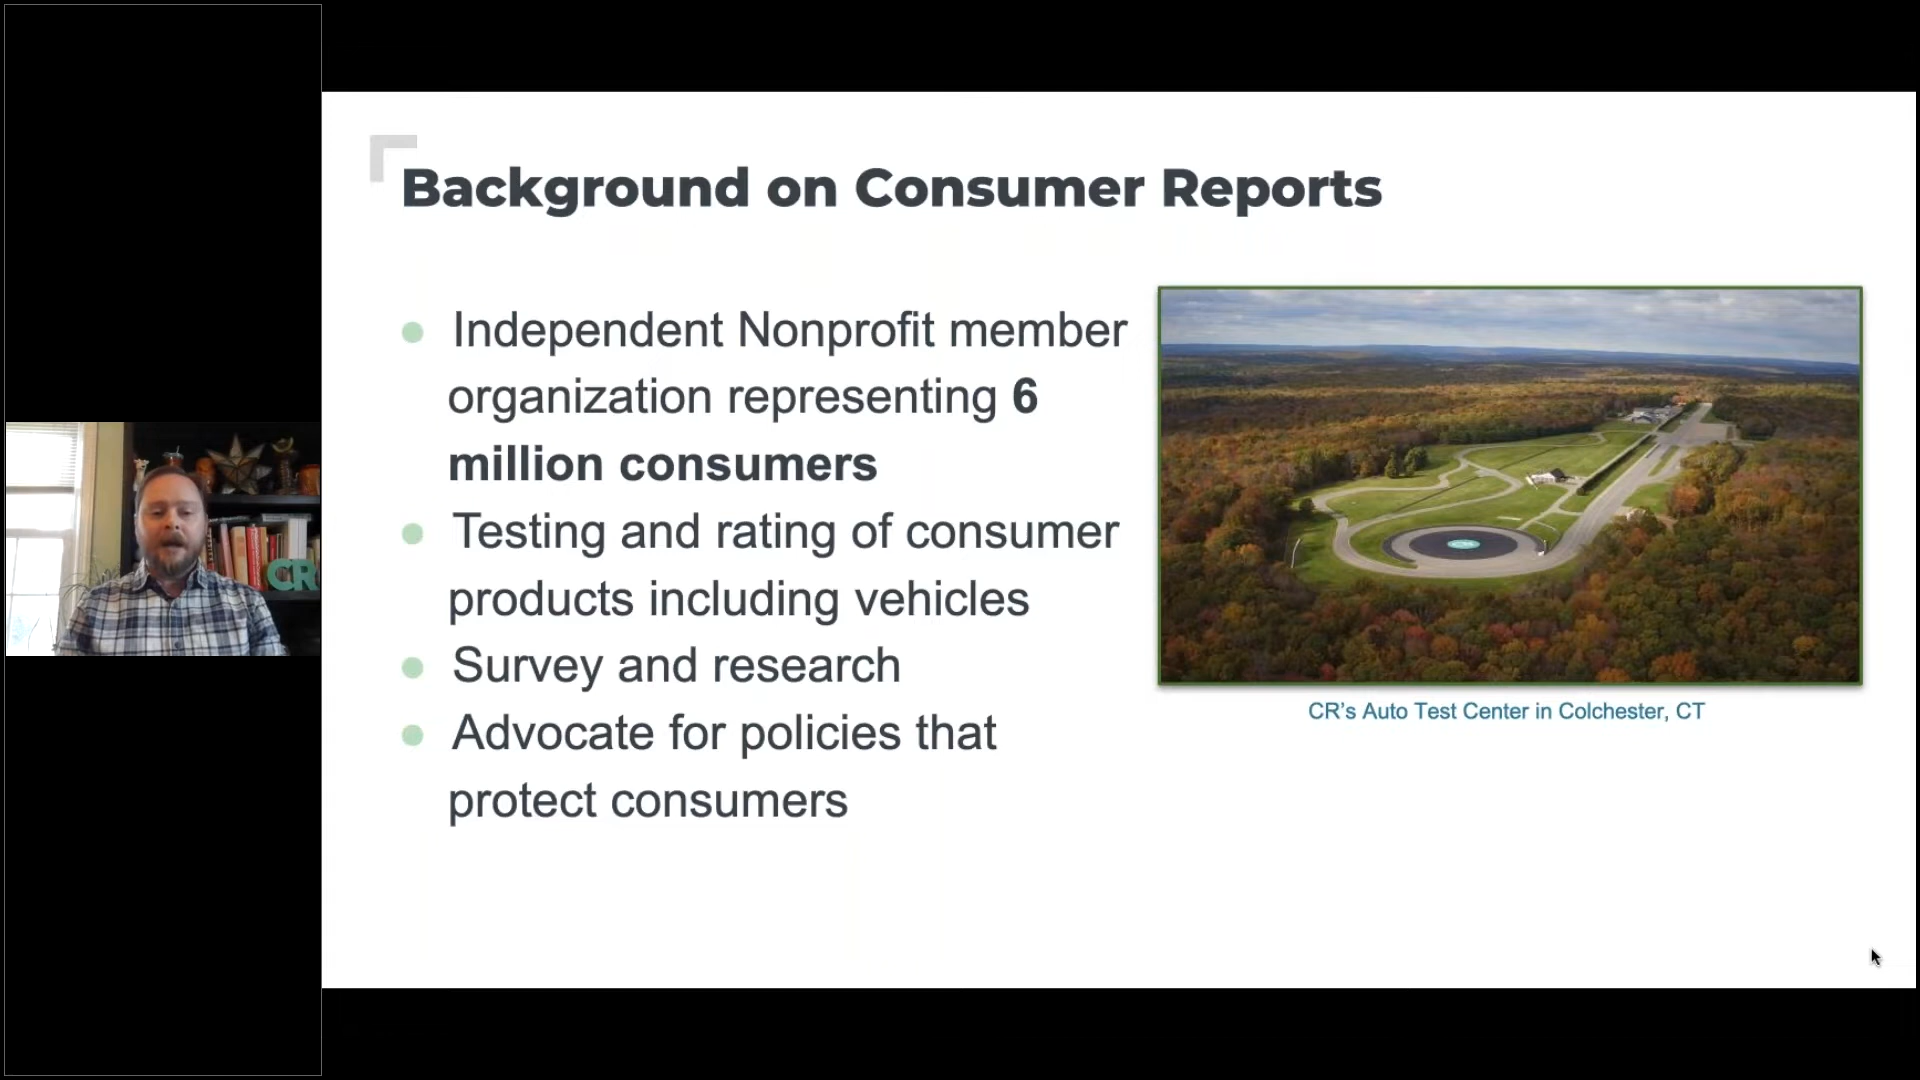 Background on Consumer Reports
Independent Nonprofit member
organization representing 6
million consumers
Testing and rating of consumer
products including vehicles
Survey and research
Advocate for policies that
protect consumers
CR's Auto Test Center in Colchester, CT
CR